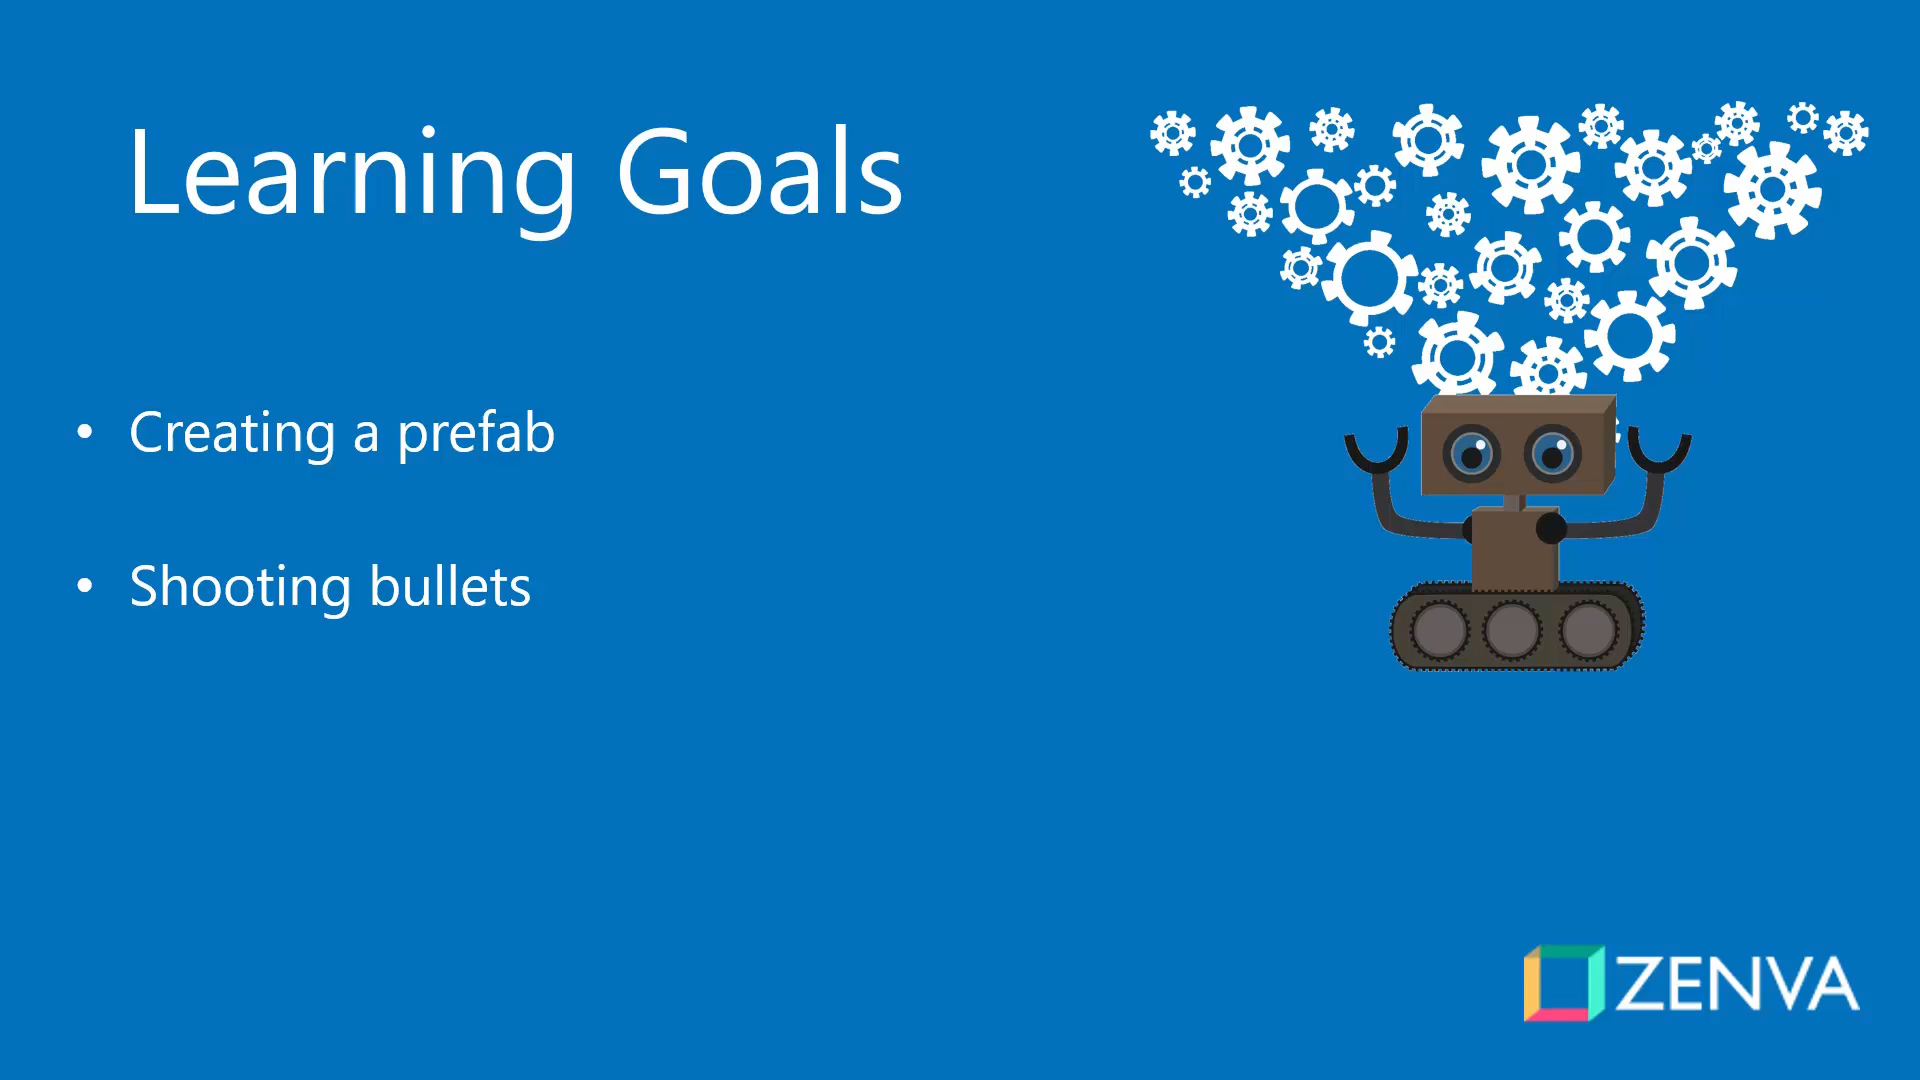 Learning Goals
• Creating a prefab
• Shooting bullets
ZENVA